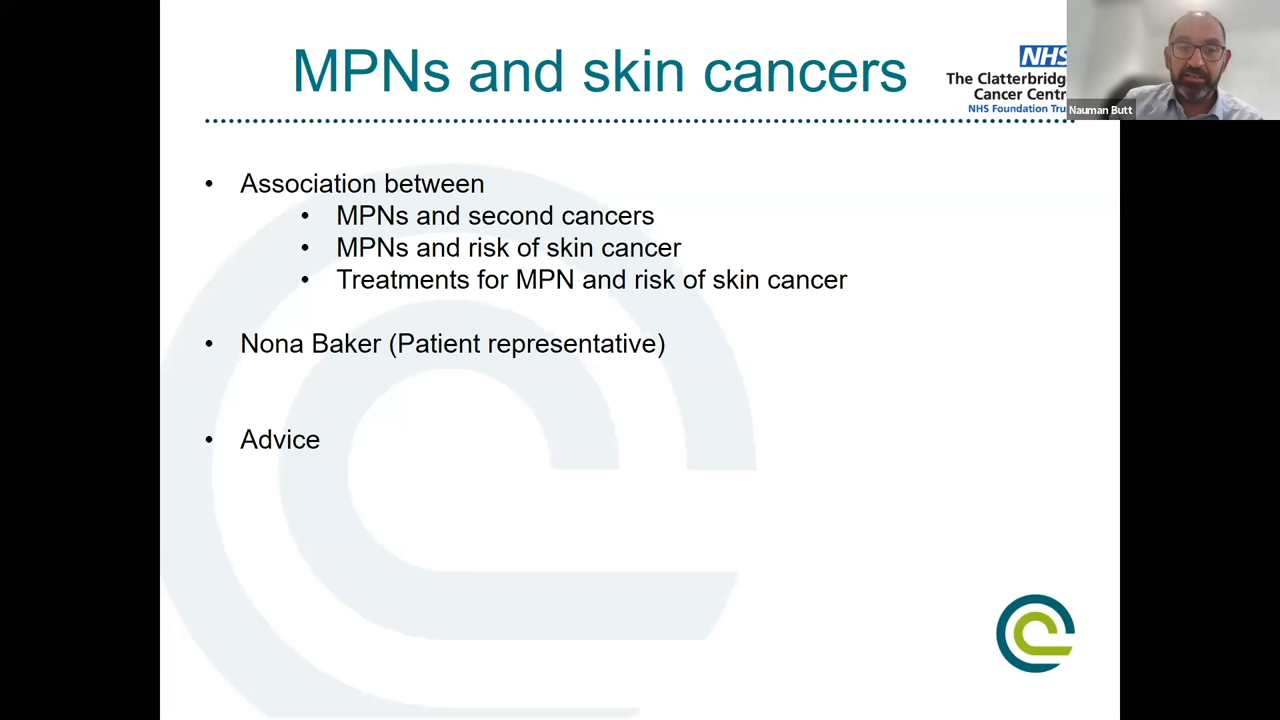 MPNs and skin cancers
NHS
The Clatterbridg
Cancer Centr
NHS Foundation Tru
Nauman Butt
• Association between
• MPNs and second cancers
• MPNs and risk of skin cancer
• Treatments for MPN and risk of skin cancer
• Nona Baker (Patient representative)
• Advice